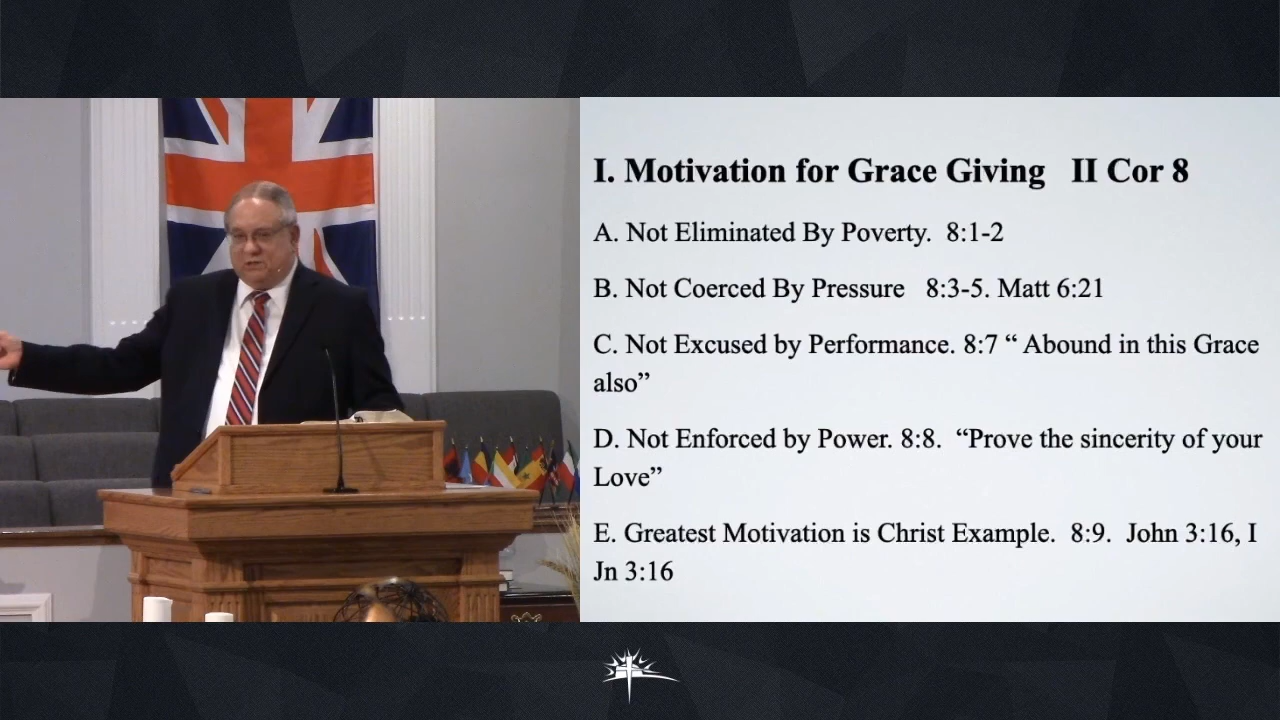 I. Motivation for Grace Giving   II Cor 8
A. Not Eliminated By Poverty.  8:1-2
B. Not Coerced By Pressure   8:3-5. Matt 6:21
C. Not Excused by Performance. 8:7 “ Abound in this Grace
also”
D. Not Enforced by Power. 8:8.  “Prove the sincerity of your
Love”
E. Greatest Motivation is Christ Example.  8:9.  John 3:16, I
Jn 3:16